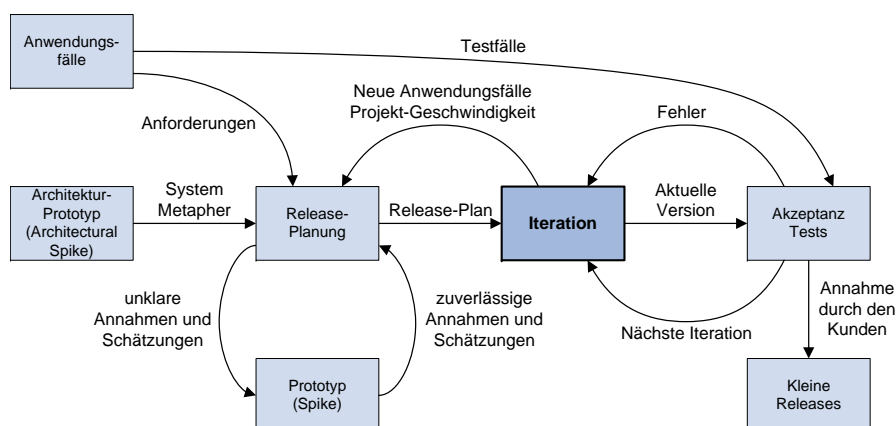 Anwendungs-
fälle
Testfälle
Neue Anwendungsfälle
Projekt-Geschwindigkeit
Fehler
Anforderungen
Architektur-
Prototyp
(Architectural
Spike)
System
Metapher
Release-
Planung
Release-Plan
Iteration
Aktuelle
Version
Akzeptanz
Tests
unklare
Annahmen und
Schätzungen
zuverlässige
Annahmen und
Schätzungen
Nächste Iteration
Annahme
durch den
Kunden
Prototyp
(Spike)
Kleine
Releases